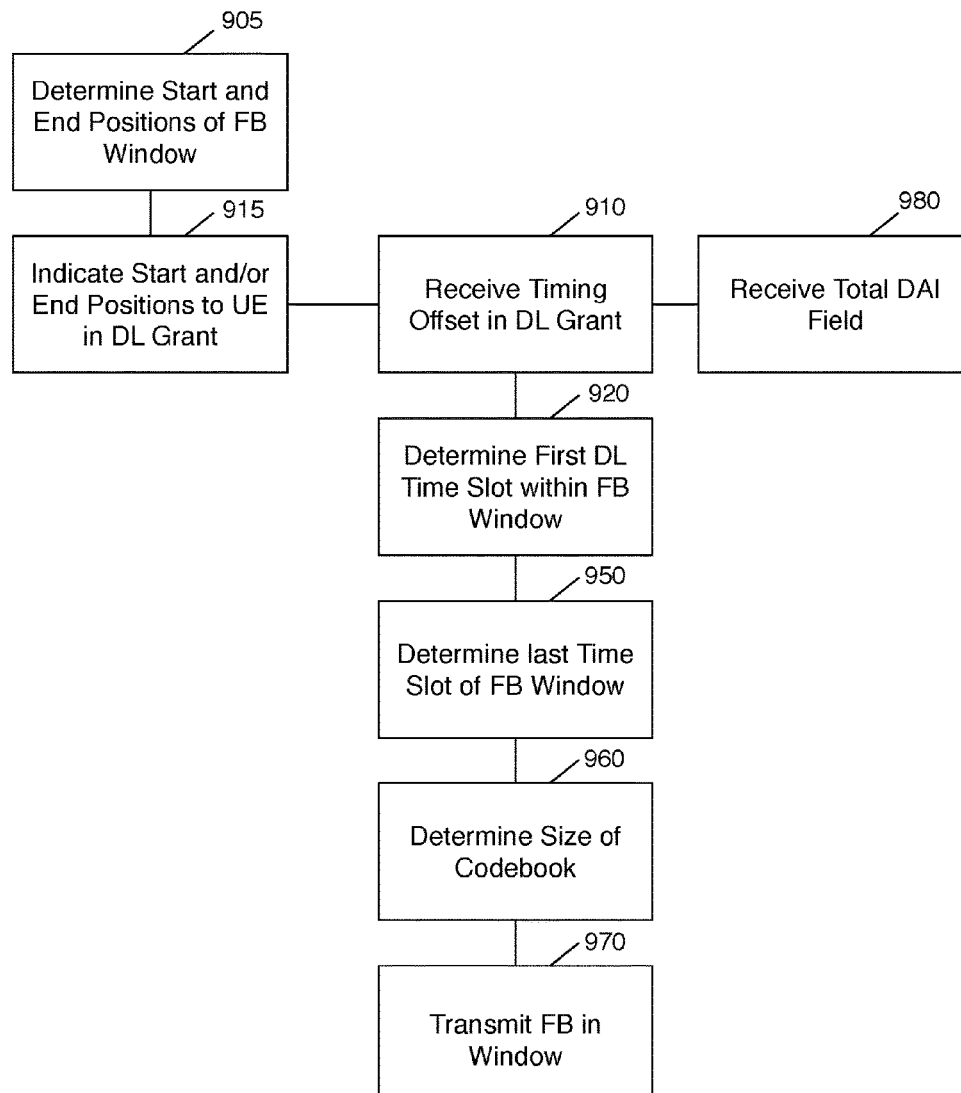 905
Determine Start and
End Positions of FB
Window
915
Indicate Start and/or
End Positions to UE
in DL Grant
910
Receive Timing
Offset in DL Grant
980
Receive Total DAI
Field
920
Determine First DL
Time Slot within FB
Window
950
Determine last Time
Slot of FB Window
960
Determine Size of
Codebook
970
Transmit FB in
Window